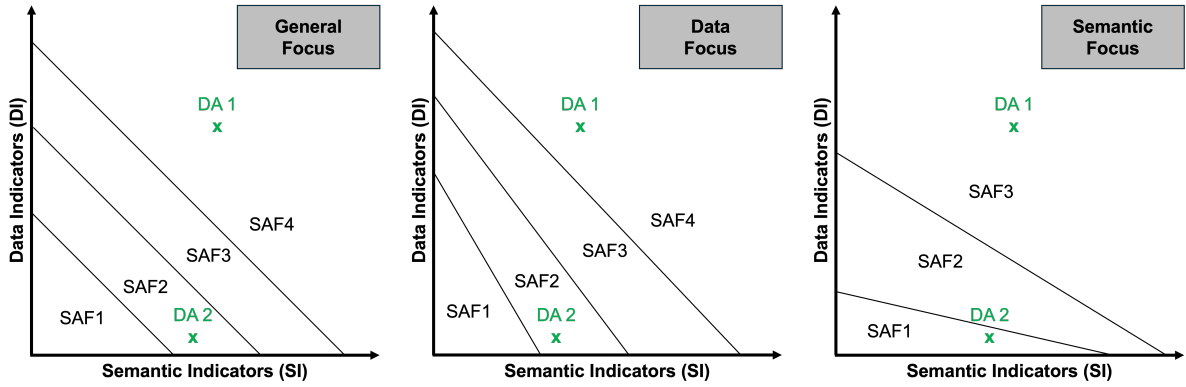 General
Focus
DA 1
x
SAF4
SAF3
SAF2
SAF1
DA 2
x
Data Indicators (DI)
Semantic Indicators (SI)
Data
Focus
DA 1
x
SAF4
SAF3
SAF2
SAF1
DA 2
x
Data Indicators (DI)
Semantic Indicators (SI)
Semantic
Focus
DA 1
x
SAF3
SAF2
SAF1
DA 2
x
Data Indicators (DI)
Semantic Indicators (SI)